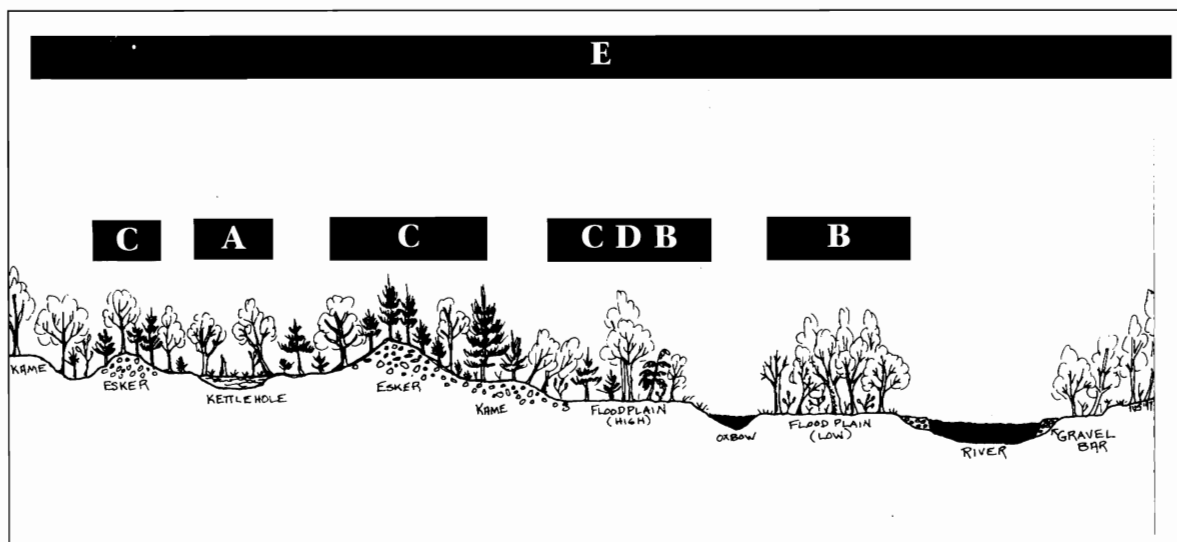 E
C A C C D B B
KAME
ESKER
KETTLEHOLE
ESKER
KAME
FLOODPLAIN
(HIGH)
OXBOW
FLOOD PLAIN
(LOW)
RIVER
GRAVEL
BAR